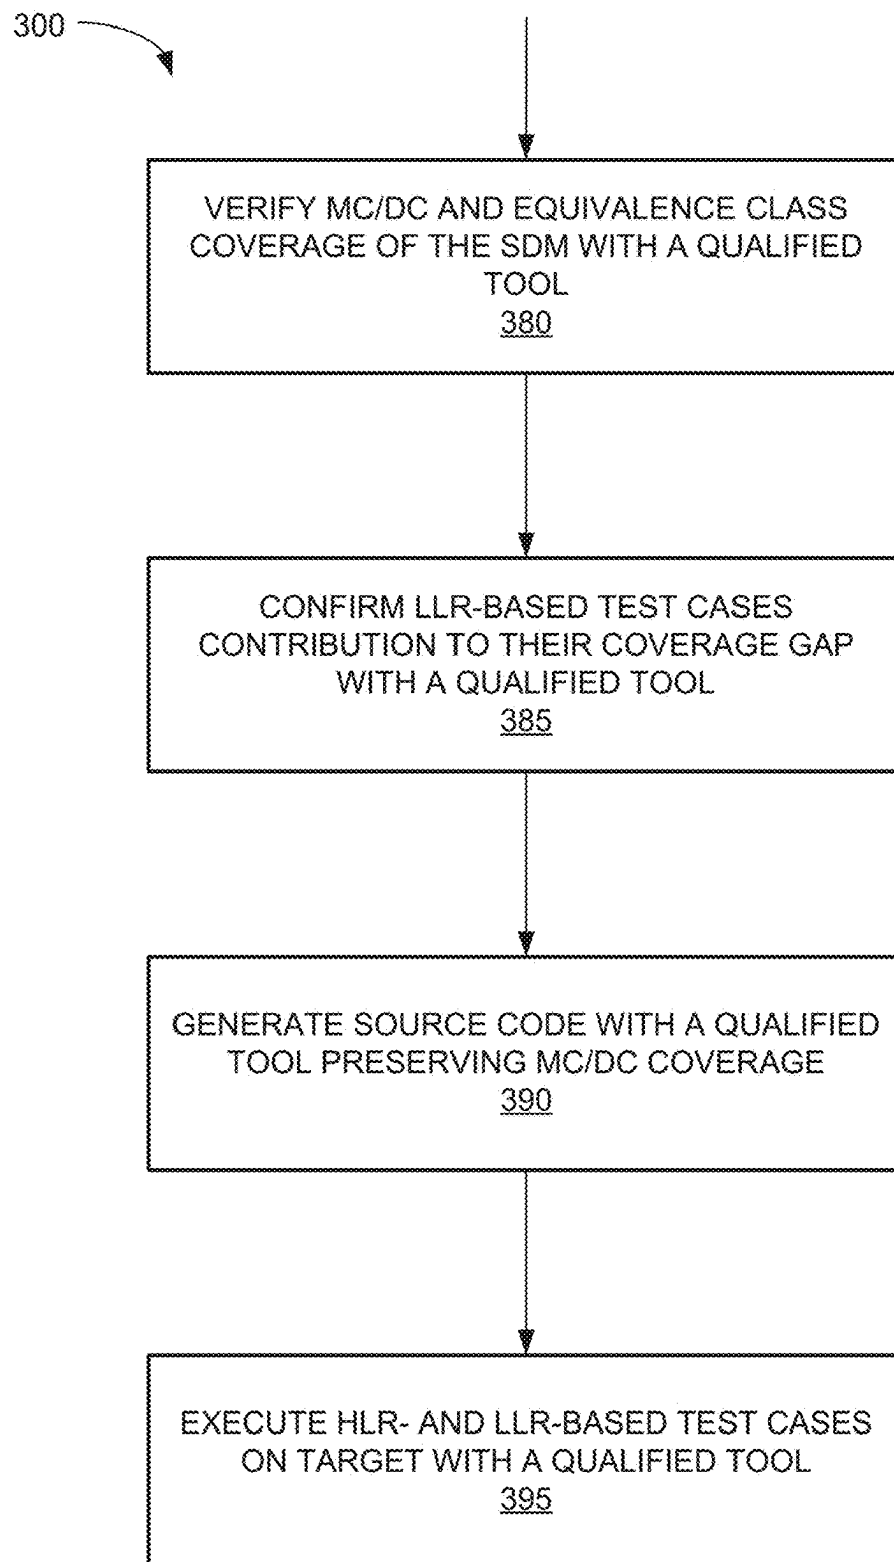 300
VERIFY MC/DC AND EQUIVALENCE CLASS
COVERAGE OF THE SDM WITH A QUALIFIED
TOOL
380
CONFIRM LLR-BASED TEST CASES
CONTRIBUTION TO THEIR COVERAGE GAP
WITH A QUALIFIED TOOL
385
GENERATE SOURCE CODE WITH A QUALIFIED
TOOL PRESERVING MC/DC COVERAGE
390
EXECUTE HLR- AND LLR-BASED TEST CASES
ON TARGET WITH A QUALIFIED TOOL
395